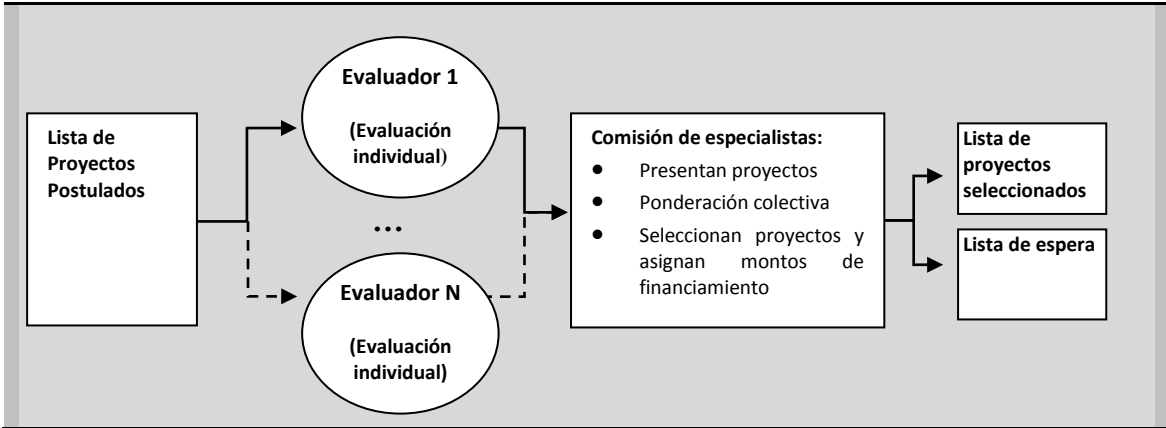 Lista de
Proyectos
Postulados
Evaluador 1
(Evaluación
individual)
...
Evaluador N
(Evaluación
individual)
Comisión de especialistas:
● Presentan proyectos
● Ponderación colectiva
● Seleccionan proyectos y
asignan montos de
financiamiento
Lista de
proyectos
seleccionados
Lista de espera